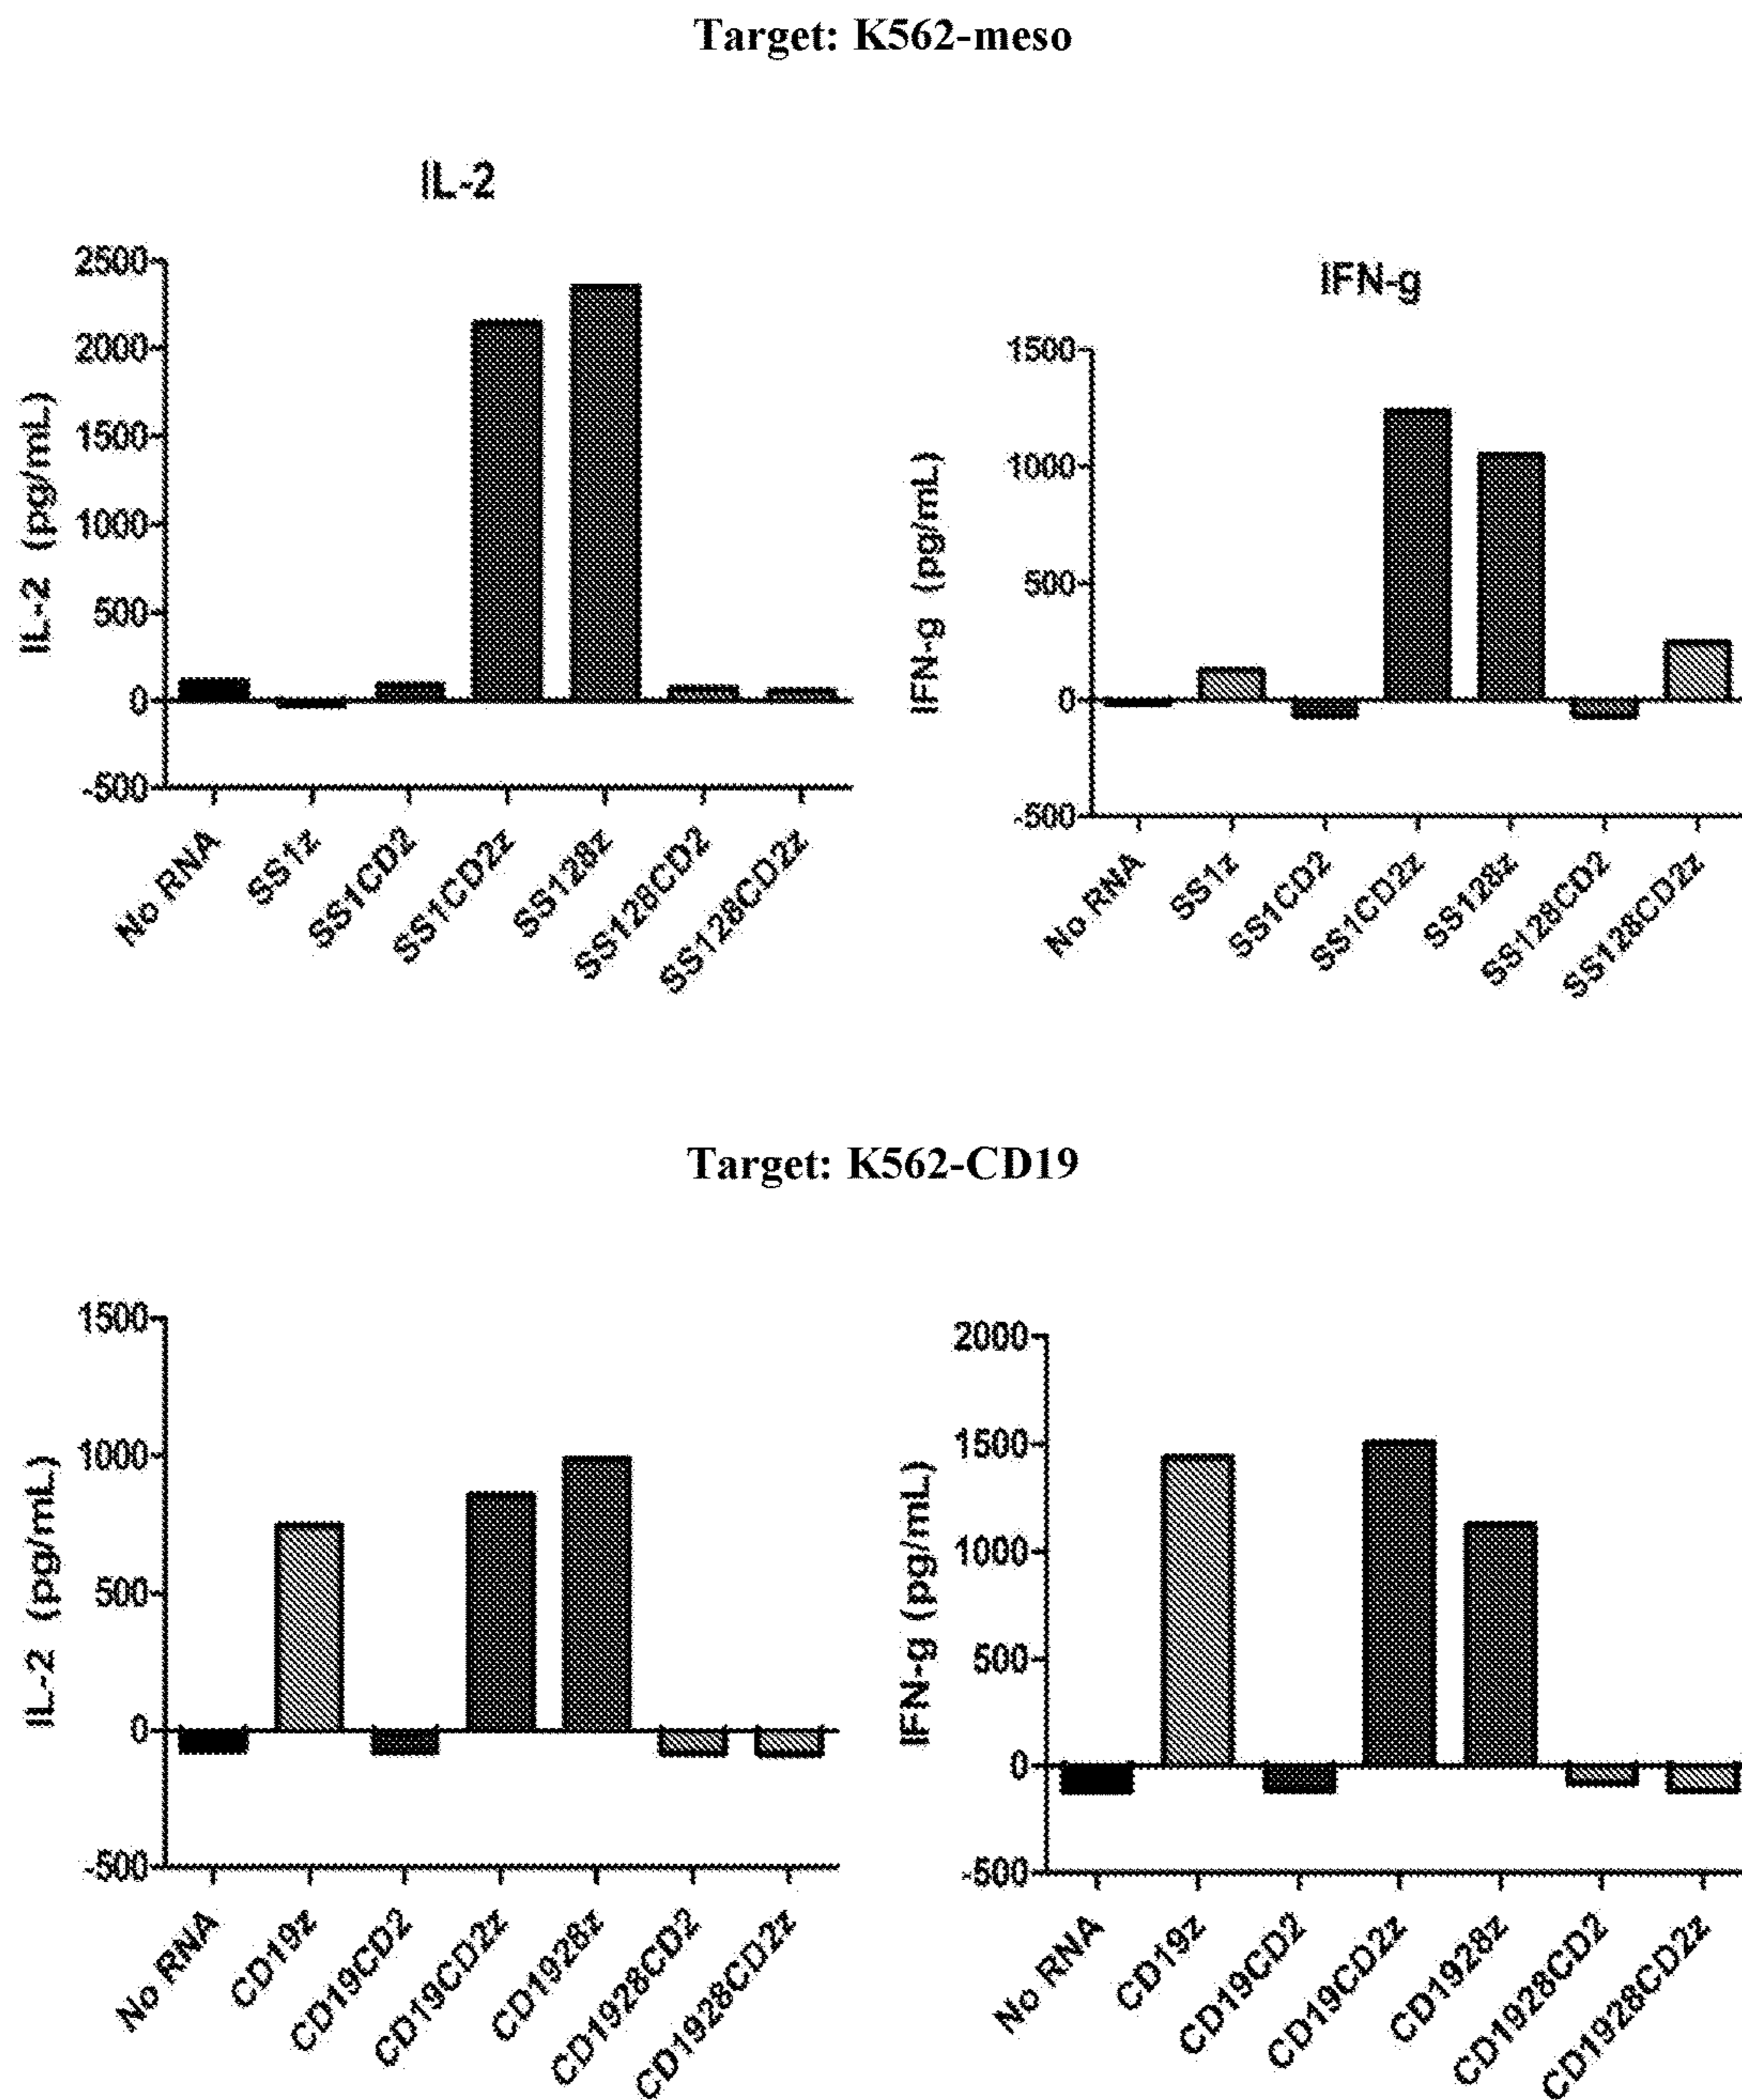 Target: K562-meso
IL-2
IL-2 (pg/mL)
2500
2000
1500
1000
500
0
-500
No RNA
SS1z
SS1CD2
SS1CD2z
SS128z
SS128CD2
SS128CD2z
IFN-g
IFN-g (pg/mL)
1500
1000
500
0
-500
No RNA
SS1z
SS1CD2
SS1CD2z
SS128z
SS128CD2
SS128CD2z
Target: K562-CD19
IL-2 (pg/mL)
1500
1000
500
0
-500
No RNA
CD19z
CD19CD2
CD19CD2z
CD1928z
CD1928CD2
CD1928CD2z
IFN-g (pg/mL)
2000
1500
1000
500
0
-500
No RNA
CD19z
CD19CD2
CD19CD2z
CD1928z
CD1928CD2
CD1928CD2z